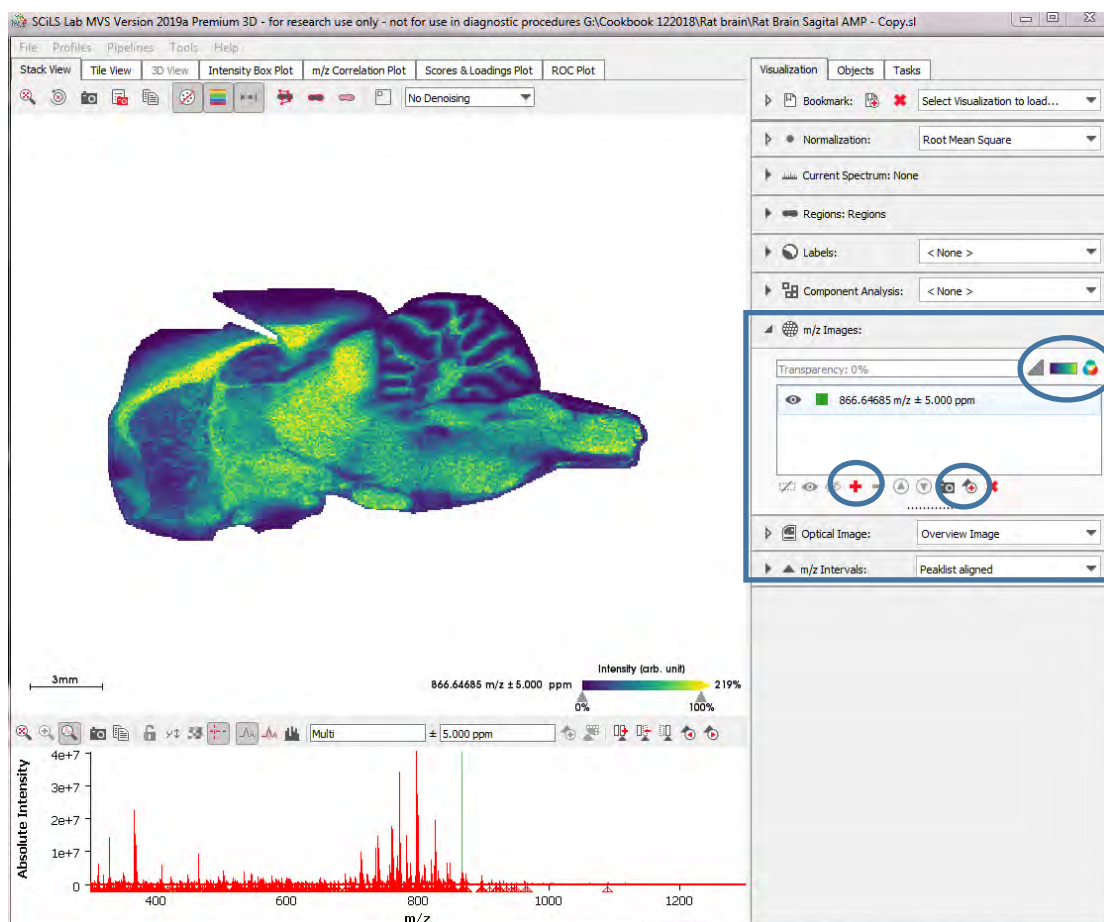 SCiLS Lab MVS Version 2019a Premium 3D - for research use only - not for use in diagnostic procedures G:\Cookbook 122018\Rat brain\Rat Brain Sagital AMP - Copy.sl
File Profiles Pipelines Tools Help
Stack View Tile View 3D View Intensity Box Plot m/z Correlation Plot Scores & Loadings Plot ROC Plot
No Denoising
Visualization Objects Tasks
Bookmark: Select Visualization to load...
Normalization: Root Mean Square
Current Spectrum: None
Regions: Regions
Labels: < None >
Component Analysis: < None >
m/z Images:
Transparency: 0%
866.64685 m/z ± 5.000 ppm
Optical Image: Overview Image
m/z Intervals: Peaklist aligned
3mm
Intensity (arb. unit)
866.64685 m/z ± 5.000 ppm 219%
0% 100%
Multi ± 5.000 ppm
Absolute Intensity
4e+7
3e+7
2e+7
1e+7
0
400 600 800 1000 1200
m/z